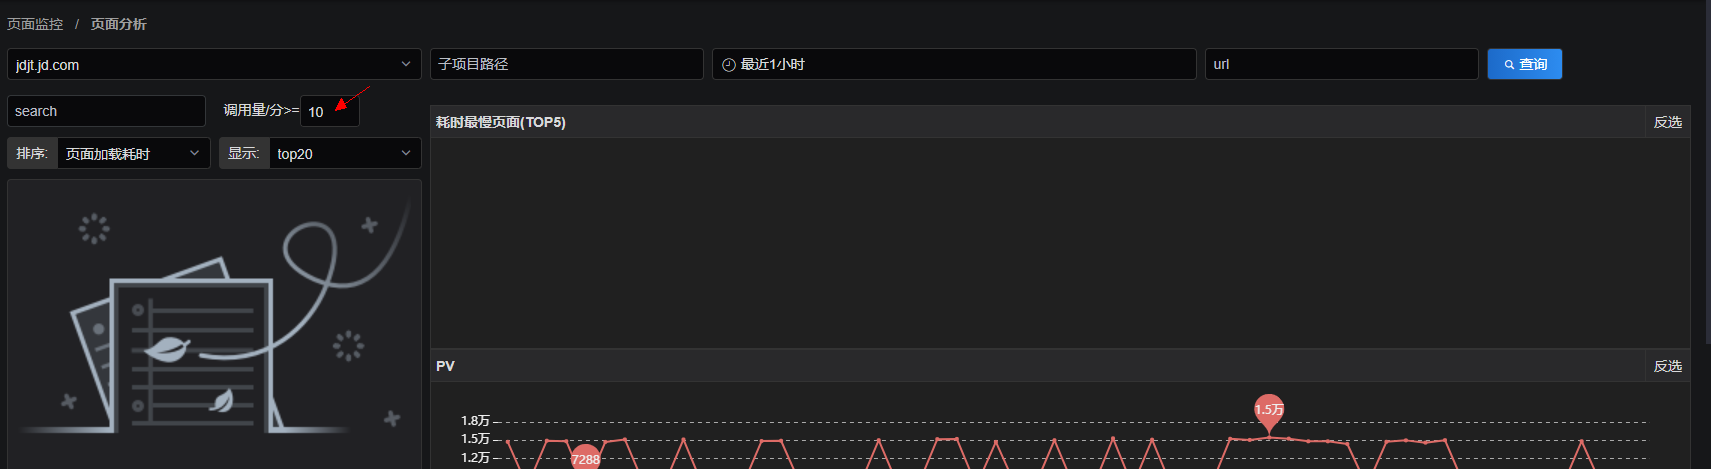 页面监控 / 页面分析
jdjt.jd.com 子项目路径 最近1小时 url 查询
search 调用量/分>= 10
耗时最慢页面(TOP5) 反选
排序: 页面加载耗时 显示: top20
PV 反选
1.8万
1.5万
1.5万
1.2万
7288